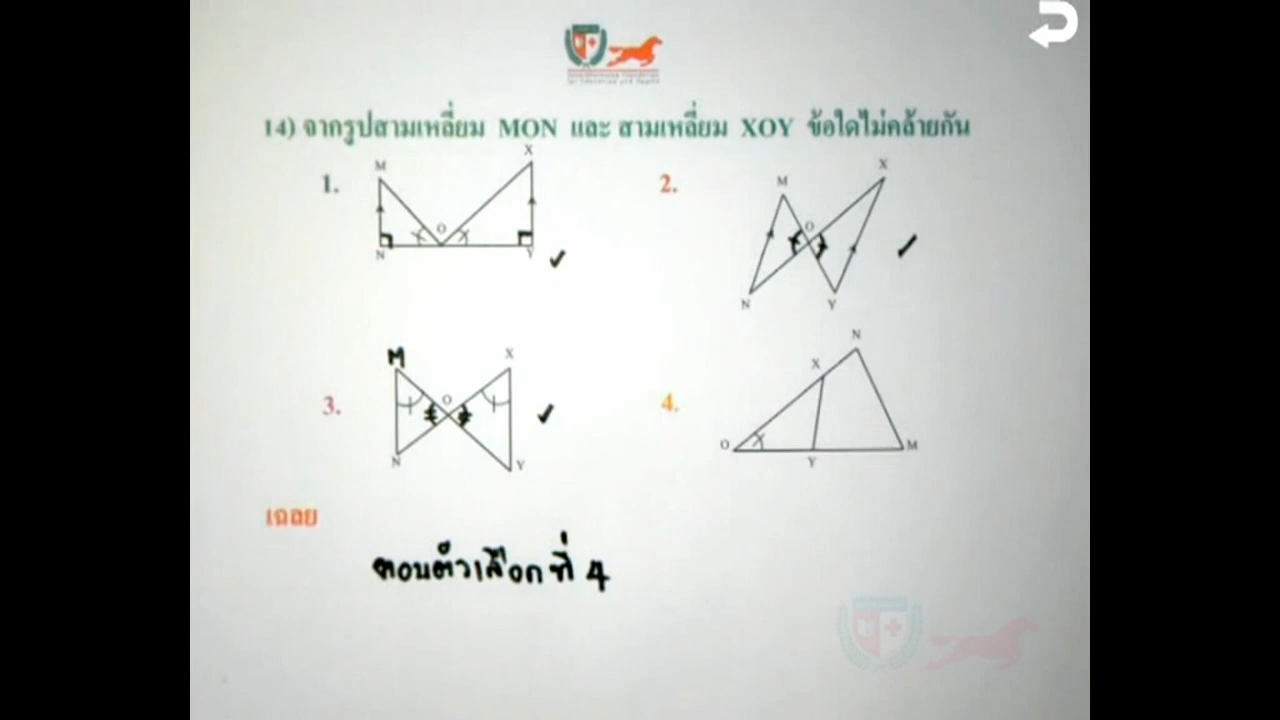 14) จากรูปสามเหลี่ยม MON และ สามเหลี่ยม XOY ข้อใดไม่คล้ายกัน
1.
M
X
O
N
Y
2.
M
X
O
N
Y
3.
M
X
O
N
Y
4.
N
X
O
Y
M
เฉลย
ตอบตัวเลือกที่ 4